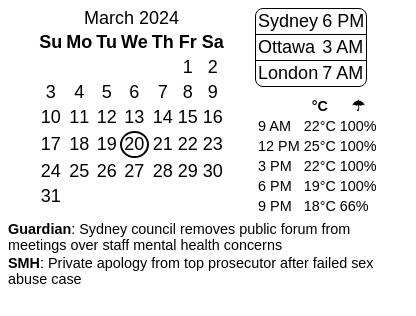 March 2024
Su Mo Tu We Th Fr Sa
1 2
3 4 5 6 7 8 9
10 11 12 13 14 15 16
17 18 19 20 21 22 23
24 25 26 27 28 29 30
31
Sydney 6 PM
Ottawa 3 AM
London 7 AM
°C ☂
9 AM 22°C 100%
12 PM 25°C 100%
3 PM 22°C 100%
6 PM 19°C 100%
9 PM 18°C 66%
Guardian: Sydney council removes public forum from
meetings over staff mental health concerns
SMH: Private apology from top prosecutor after failed sex
abuse case